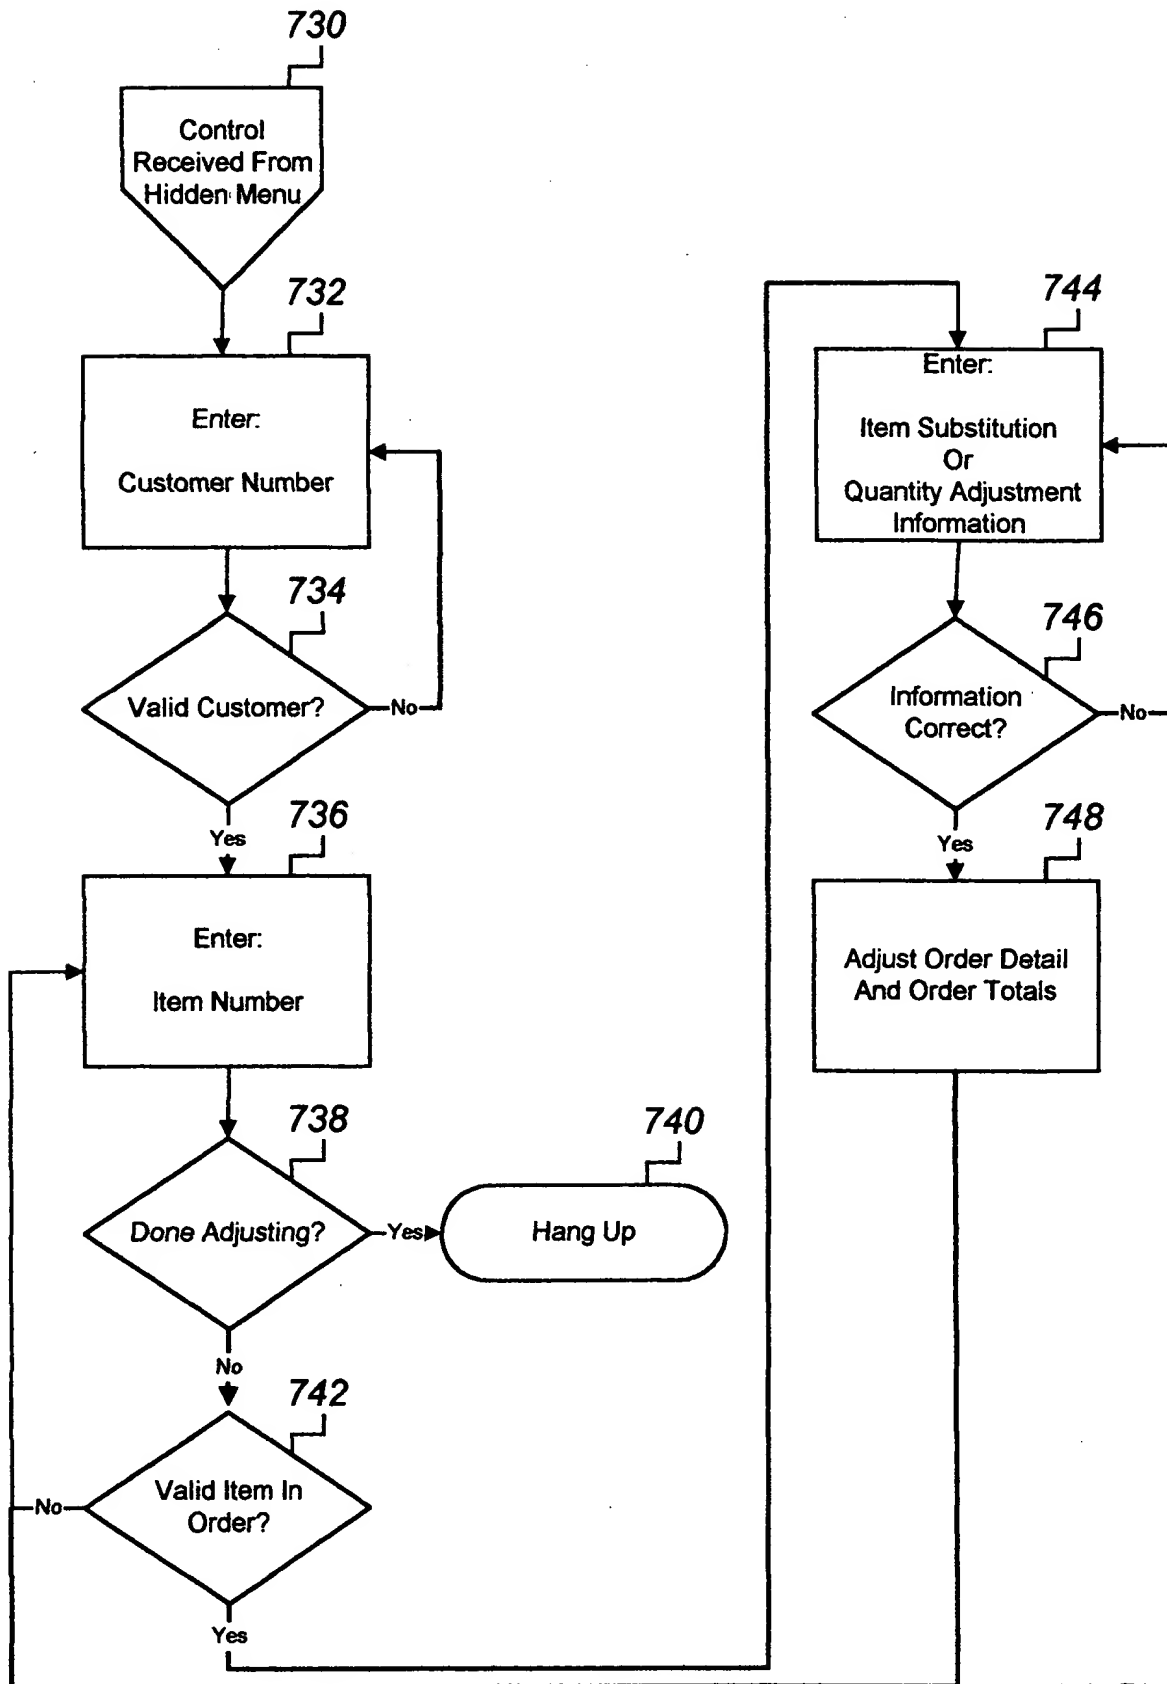 730
Control
Received From
Hidden Menu
732
Enter:
Customer Number
734
Valid Customer?
No
Yes
736
Enter:
Item Number
738
Done Adjusting?
Yes
740
Hang Up
No
742
Valid Item In
Order?
No
Yes
744
Enter:
Item Substitution
Or
Quantity Adjustment
Information
746
Information
Correct?
No
Yes
748
Adjust Order Detail
And Order Totals